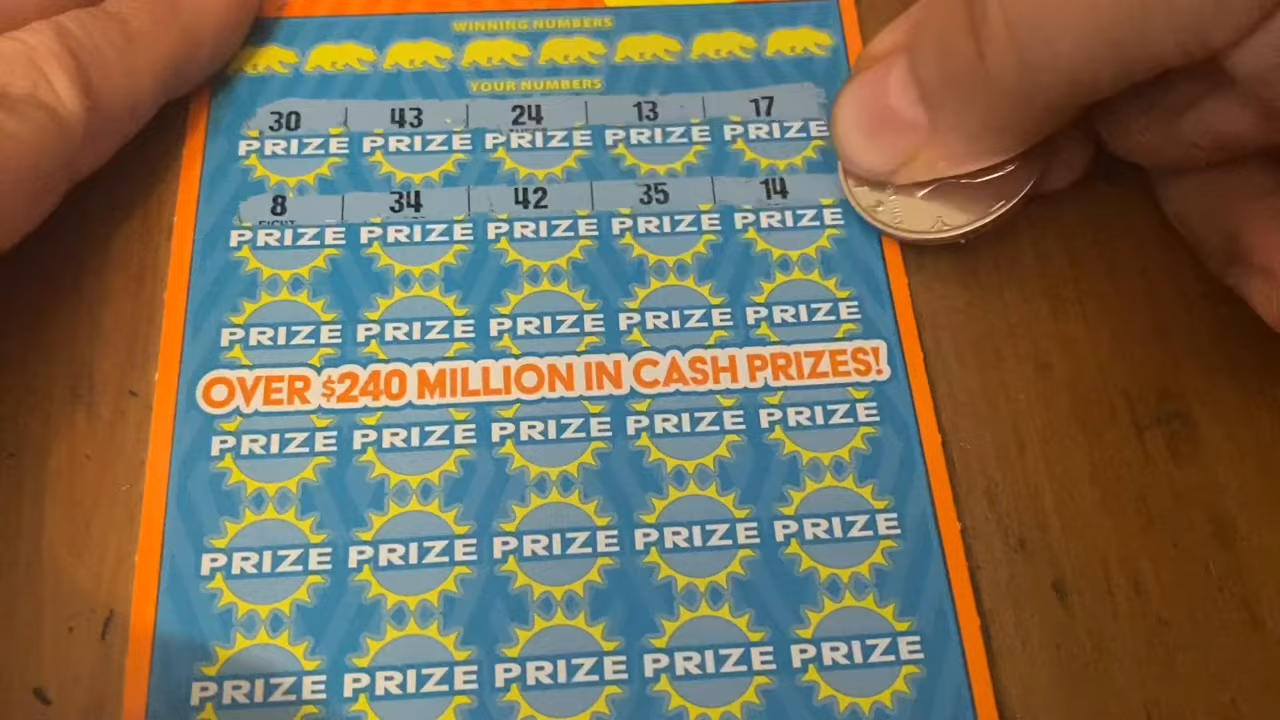 WINNING NUMBERS
YOUR NUMBERS
30 43 24 13 17
PRIZE PRIZE PRIZE PRIZE PRIZE
8 34 42 35 14
EIGHT
PRIZE PRIZE PRIZE PRIZE PRIZE
PRIZE PRIZE PRIZE PRIZE PRIZE
OVER $240 MILLION IN CASH PRIZES!
PRIZE PRIZE PRIZE PRIZE PRIZE
PRIZE PRIZE PRIZE PRIZE PRIZE
PRIZE PRIZE PRIZE PRIZE PRIZE